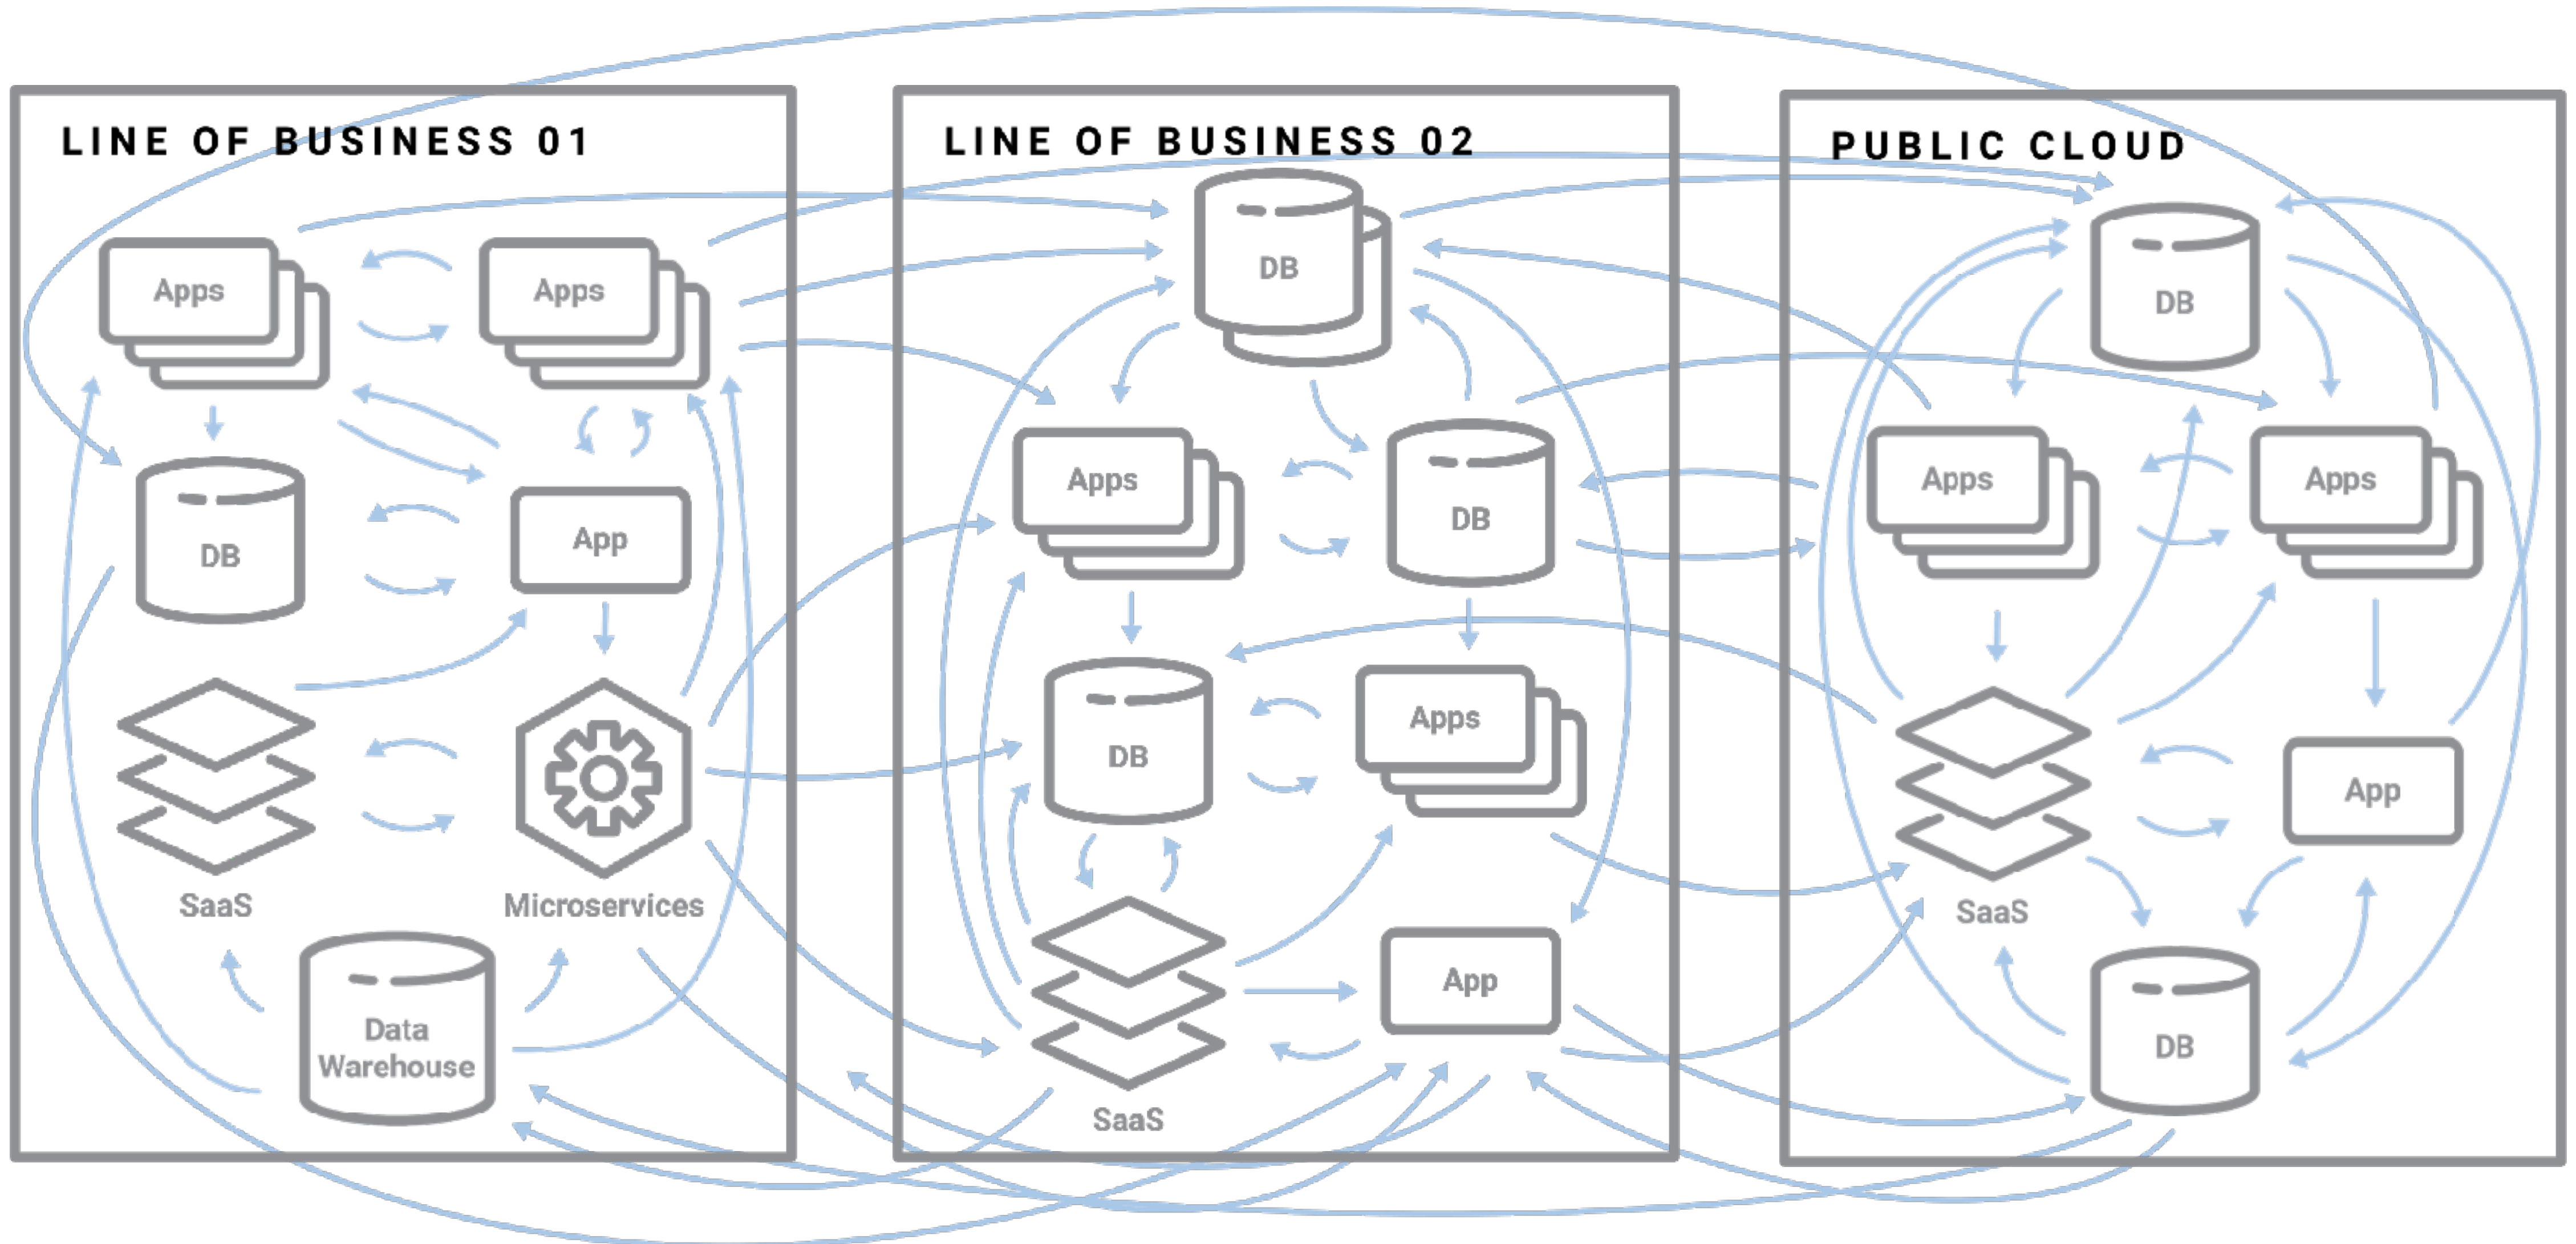 LINE OF BUSINESS 01
Apps
Apps
DB
App
SaaS
Microservices
Data
Warehouse
LINE OF BUSINESS 02
DB
Apps
DB
DB
Apps
SaaS
App
PUBLIC CLOUD
DB
Apps
Apps
SaaS
App
DB